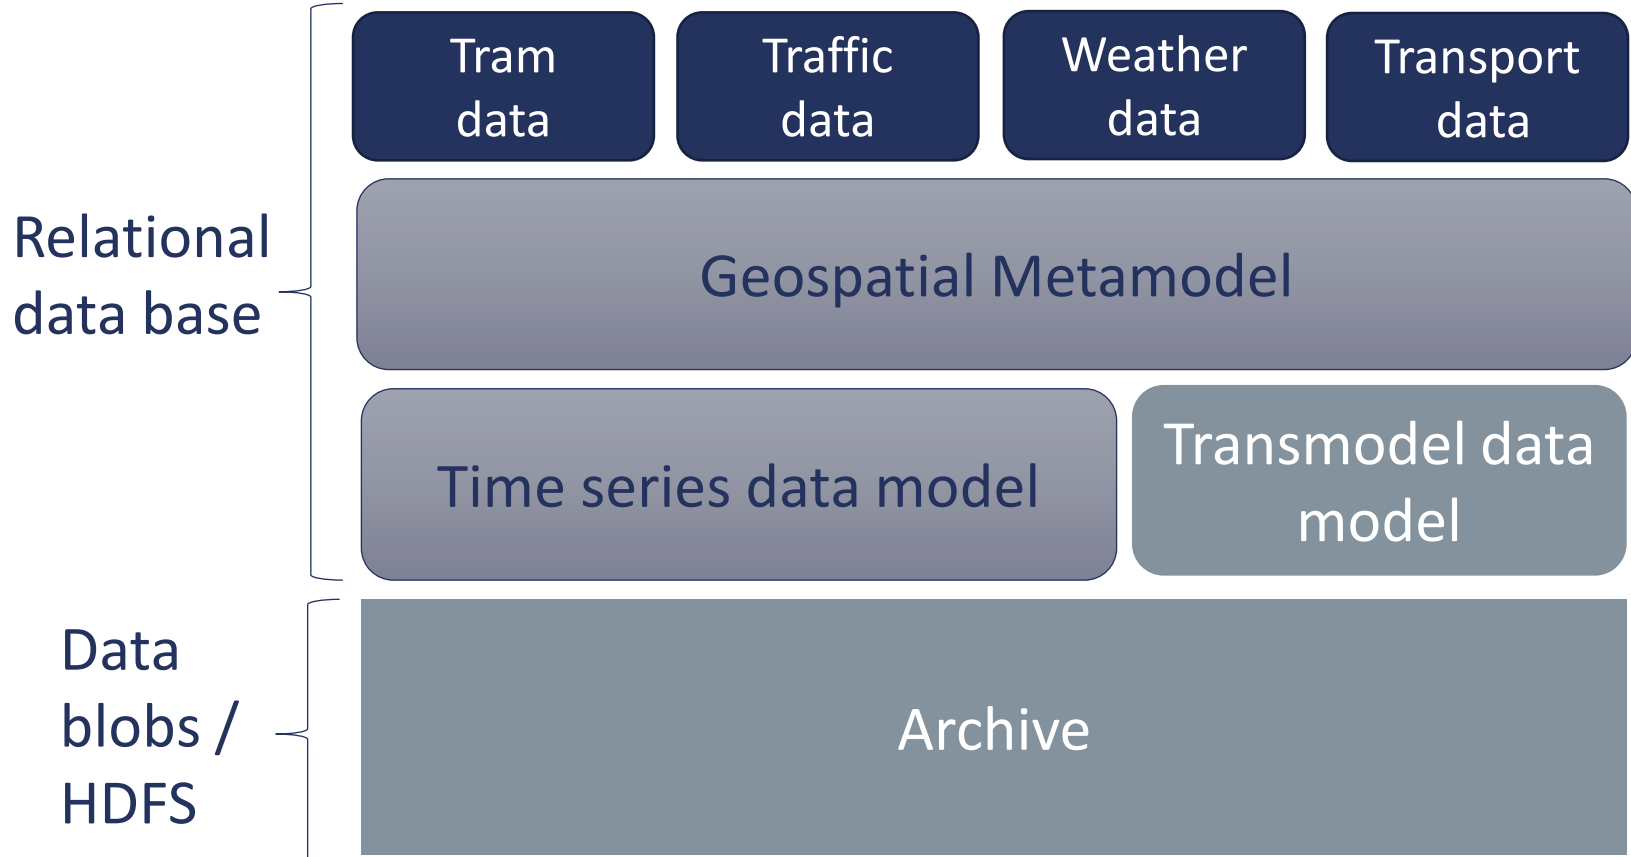 Tram
data
Traffic
data
Weather
data
Transport
data
Relational
data base
Geospatial Metamodel
Time series data model
Transmodel data
model
Data
blobs /
HDFS
Archive